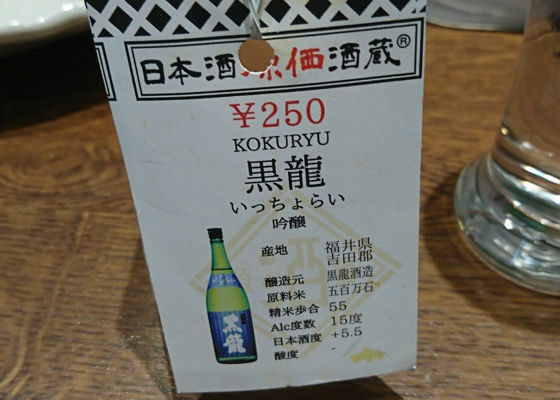 日本酒原価酒蔵®
¥250
KOKURYU
黒龍
いっちょらい
吟醸
産地 福井県
吉田郡
醸造元 黒龍酒造
原料米 五百万石
精米歩合 55
Alc度数 15度
日本酒度 +5.5
酸度 -
黒龍